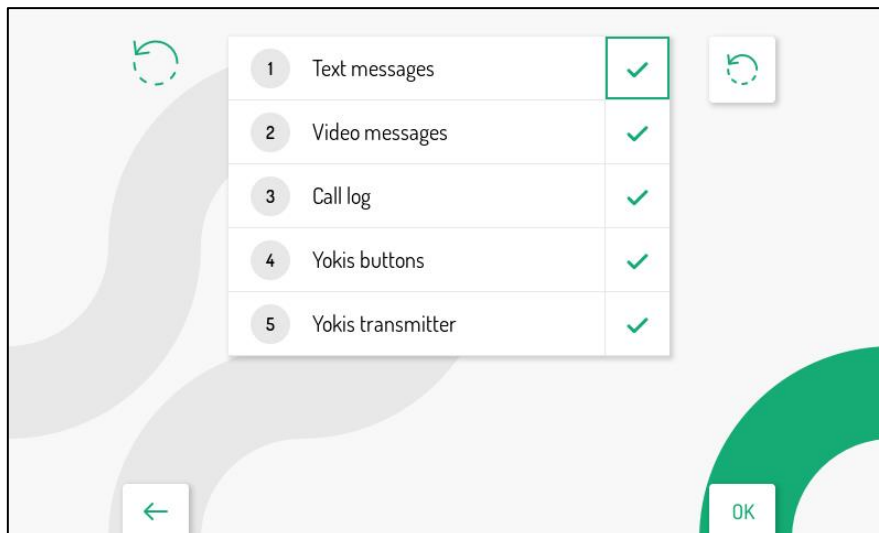 1 Text messages
2 Video messages
3 Call log
4 Yokis buttons
5 Yokis transmitter
OK